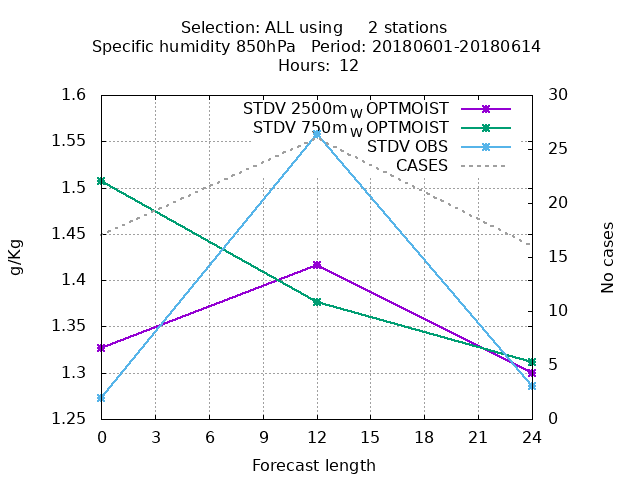 Selection: ALL using 2 stations
Specific humidity 850hPa Period: 20180601-20180614
Hours: 12
STDV 2500m_W OPTMOIST
STDV 750m_W OPTMOIST
STDV OBS
CASES
1.6
1.55
1.5
1.45
1.4
1.35
1.3
1.25
g/Kg
30
25
20
15
10
5
0
No cases
0 3 6 9 12 15 18 21 24
Forecast length